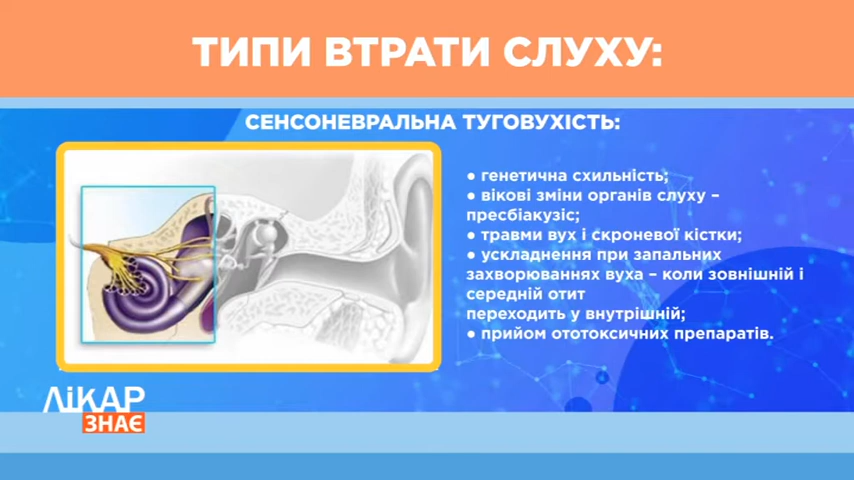 ТИПИ ВТРАТИ СЛУХУ:
СЕНСОНЕВРАЛЬНА ТУГОВУХІСТЬ:
● генетична схильність;
● вікові зміни органів слуху –
пресбіакузіс;
● травми вух і скроневої кістки;
● ускладнення при запальних
захворюваннях вуха – коли зовнішній і
середній отит
переходить у внутрішній;
● прийом ототоксичних препаратів.
ЛіКАР
ЗНАЄ